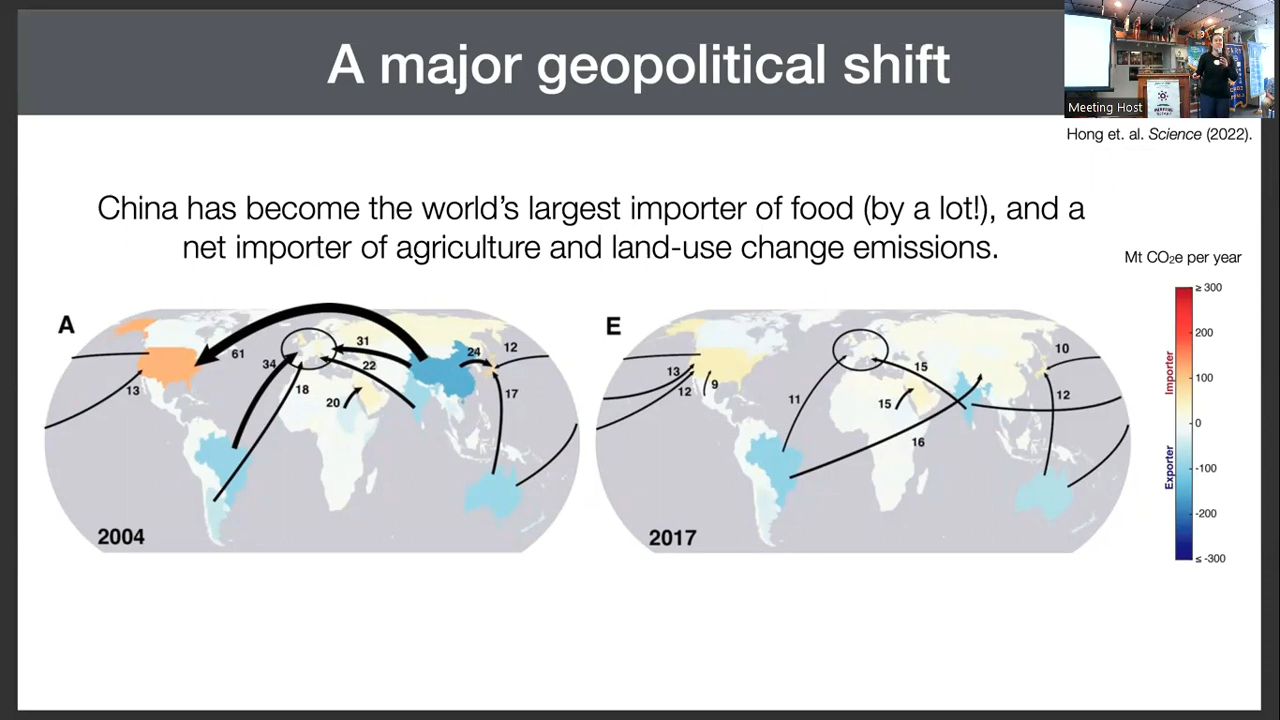 A major geopolitical shift
Meeting Host
Hong et. al. Science (2022).
China has become the world's largest importer of food (by a lot!), and a
net importer of agriculture and land-use change emissions.
Mt CO₂e per year
A
61
34
31
22
24
12
13
18
20
17
2004
E
13
12
9
15
10
11
15
12
16
2017
≥ 300
200
100
0
-100
-200
≤ -300
Importer
Exporter